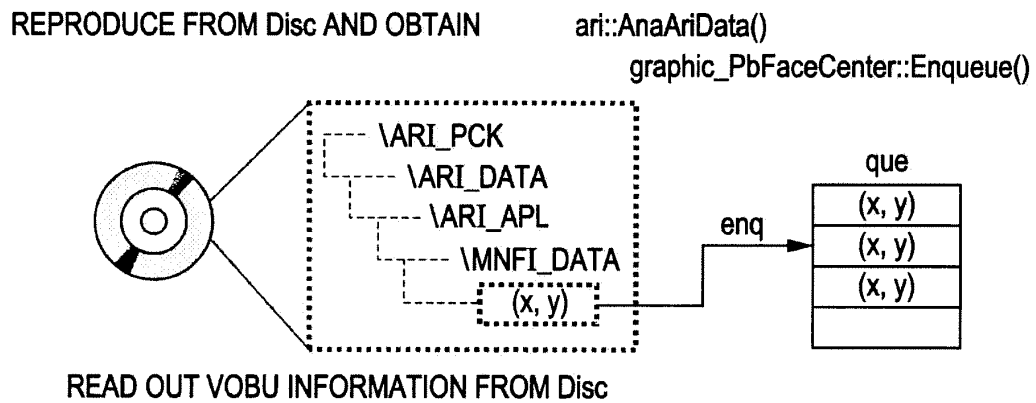 REPRODUCE FROM Disc AND OBTAIN ari::AnaAriData()
graphic_PbFaceCenter::Enqueue()
\ARI_PCK
\ARI_DATA
\ARI_APL
\MNFI_DATA
(x, y)
enq
que
(x, y)
(x, y)
(x, y)
READ OUT VOBU INFORMATION FROM Disc